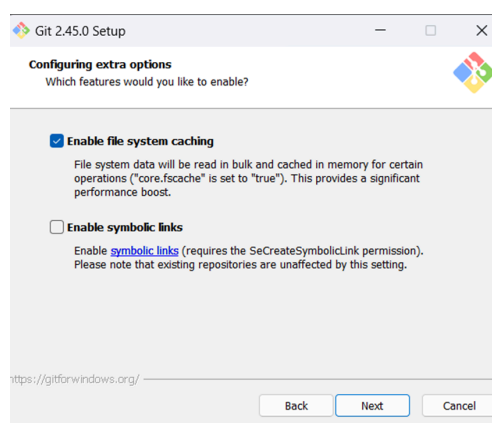 Git 2.45.0 Setup
Configuring extra options
Which features would you like to enable?
Enable file system caching
File system data will be read in bulk and cached in memory for certain
operations ("core.fscache" is set to "true"). This provides a significant
performance boost.
Enable symbolic links
Enable symbolic links (requires the SeCreateSymbolicLink permission).
Please note that existing repositories are unaffected by this setting.
https://gitforwindows.org/
Back Next Cancel